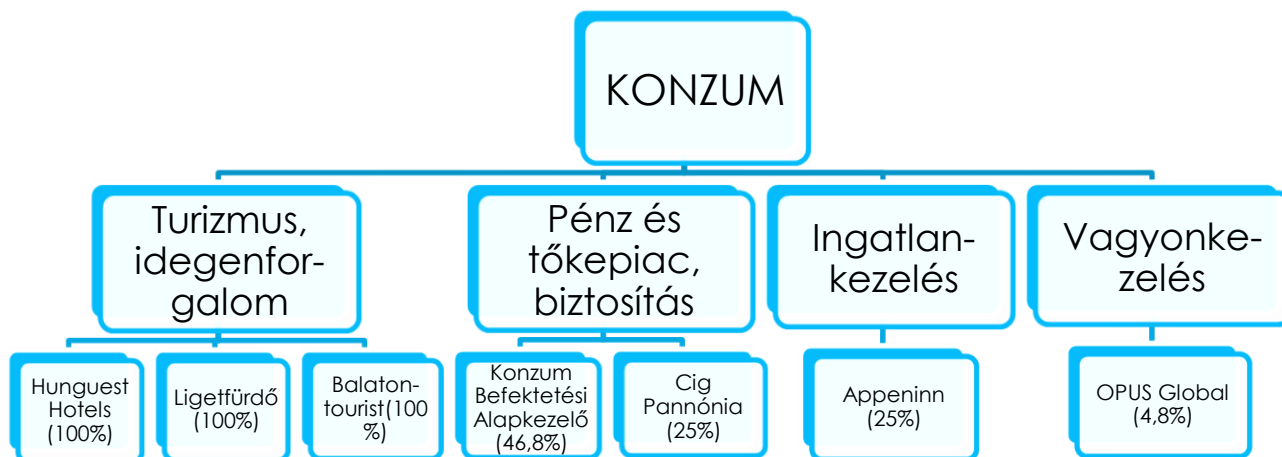 KONZUM
Turizmus,
idegenfor-
galom
Pénz és
tőkepiac,
biztosítás
Ingatlan-
kezelés
Vagyonke-
zelés
Hunguest
Hotels
(100%)
Ligetfürdő
(100%)
Balaton-
tourist(100
%)
Konzum
Befektetési
Alapkezelő
(46,8%)
Cig
Pannónia
(25%)
Appeninn
(25%)
OPUS Global
(4,8%)